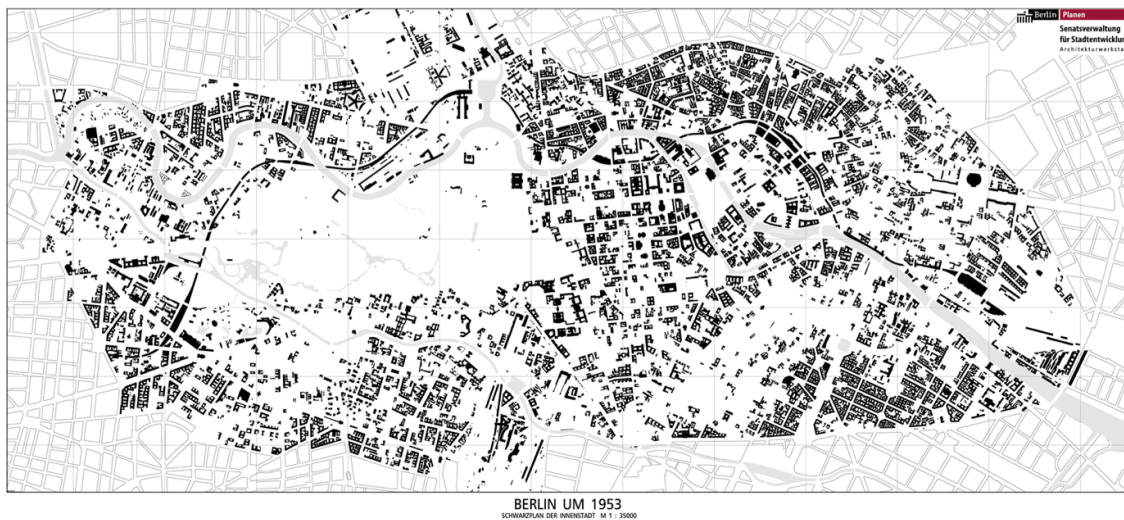 Berlin Planen
Senatsverwaltung
für Stadtentwicklun
Architekturwerksta
BERLIN UM 1953
SCHWARZPLAN DER INNENSTADT M 1 : 35000